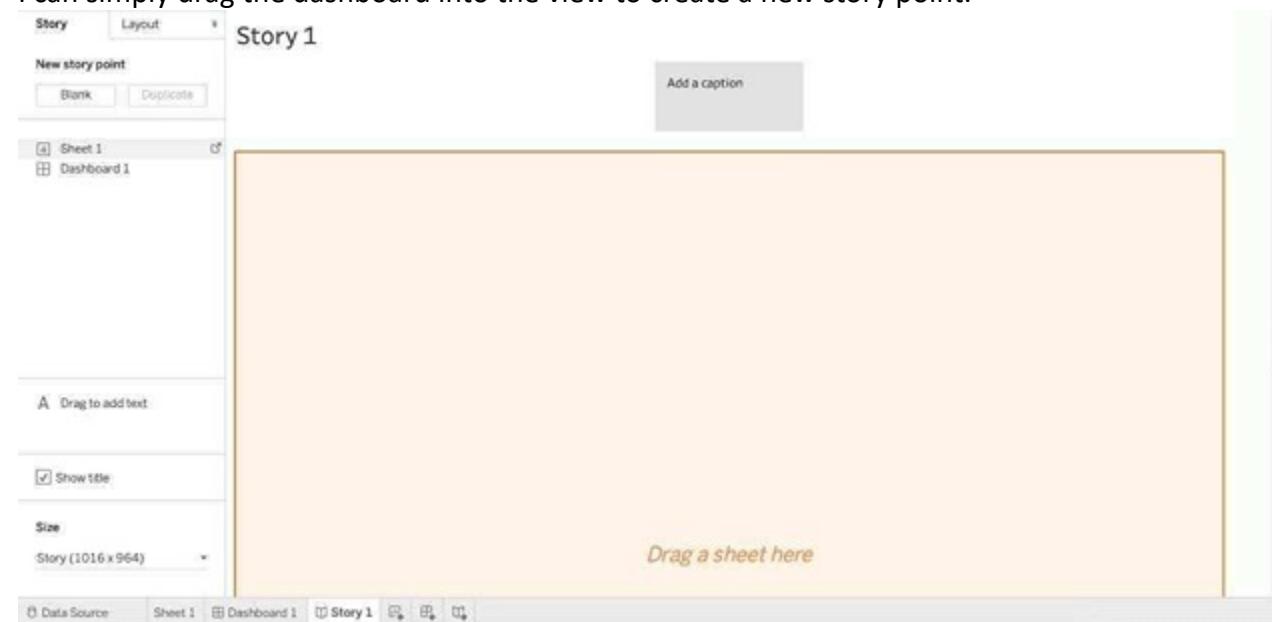 I can simply drag the dashboard into the view to create a new story point.
Story Layout
Story 1
New story point
Blank Duplicate
Add a caption
Sheet 1
Dashboard 1
A Drag to add text
Show title
Size
Story (1016 x 964)
Drag a sheet here
Data Source Sheet 1 Dashboard 1 Story 1